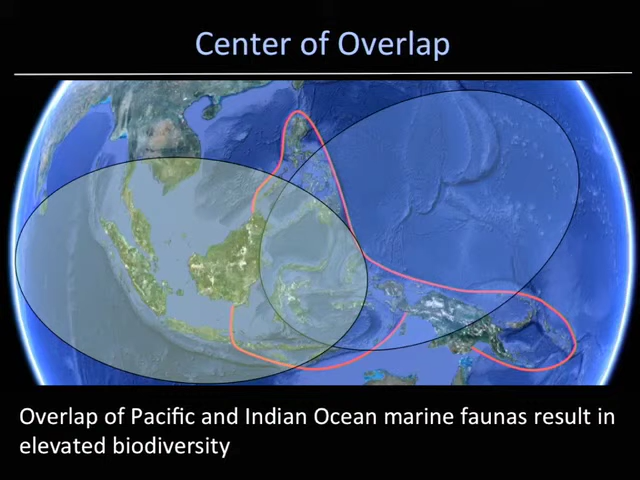 Center of Overlap
Overlap of Pacific and Indian Ocean marine faunas result in
elevated biodiversity